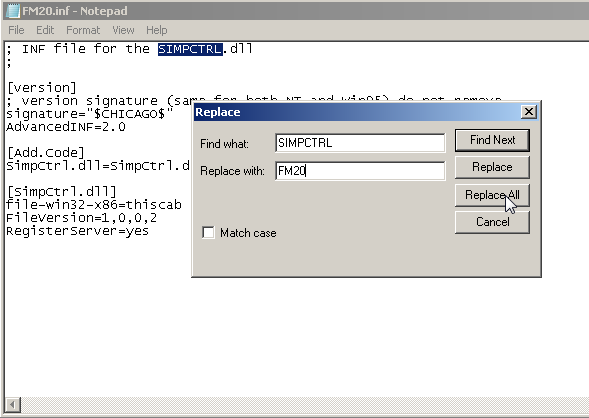 FM20.inf - Notepad
File Edit Format View Help
; INF file for the SIMPCTRL.dll
;
[version]
; version signature (same for both NT and Win95) do not remove
signature="$CHICAGO$"
AdvancedINF=2.0
[Add.Code]
SimpCtrl.dll=SimpCtrl.d
[SimpCtrl.dll]
file-win32-x86=thiscab
FileVersion=1,0,0,2
RegisterServer=yes
Replace
Find what: SIMPCTRL
Replace with: FM20
Match case
Find Next
Replace
Replace All
Cancel